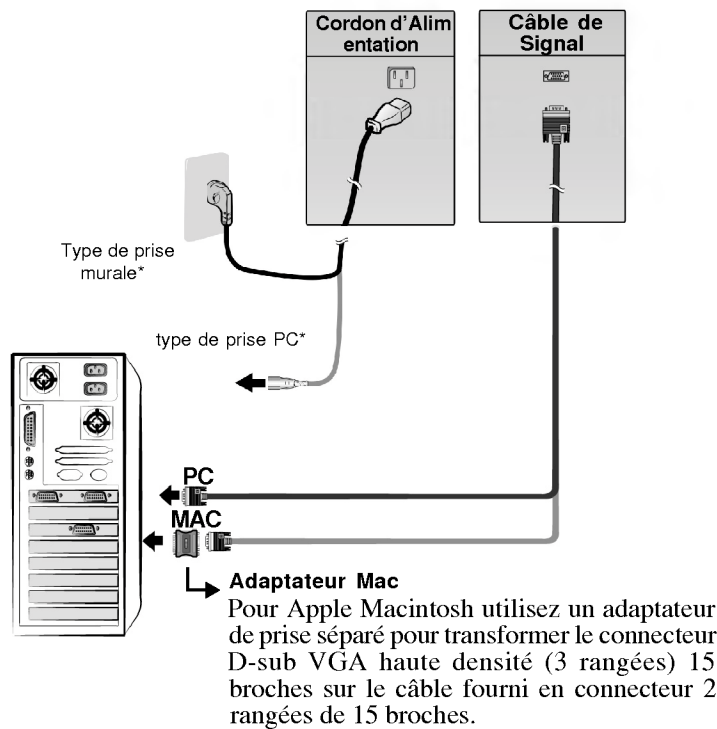 Cordon d'Alim
entation
Câble de
Signal
Type de prise
murale*
type de prise PC*
PC
MAC
Adaptateur Mac
Pour Apple Macintosh utilisez un adaptateur
de prise séparé pour transformer le connecteur
D-sub VGA haute densité (3 rangées) 15
broches sur le câble fourni en connecteur 2
rangées de 15 broches.